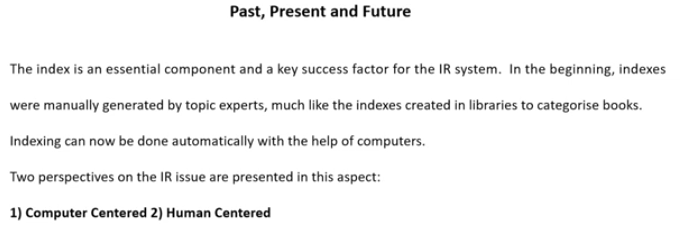 Past, Present and Future
The index is an essential component and a key success factor for the IR system.  In the beginning, indexes
were manually generated by topic experts, much like the indexes created in libraries to categorise books.
Indexing can now be done automatically with the help of computers.
Two perspectives on the IR issue are presented in this aspect:
1) Computer Centered 2) Human Centered